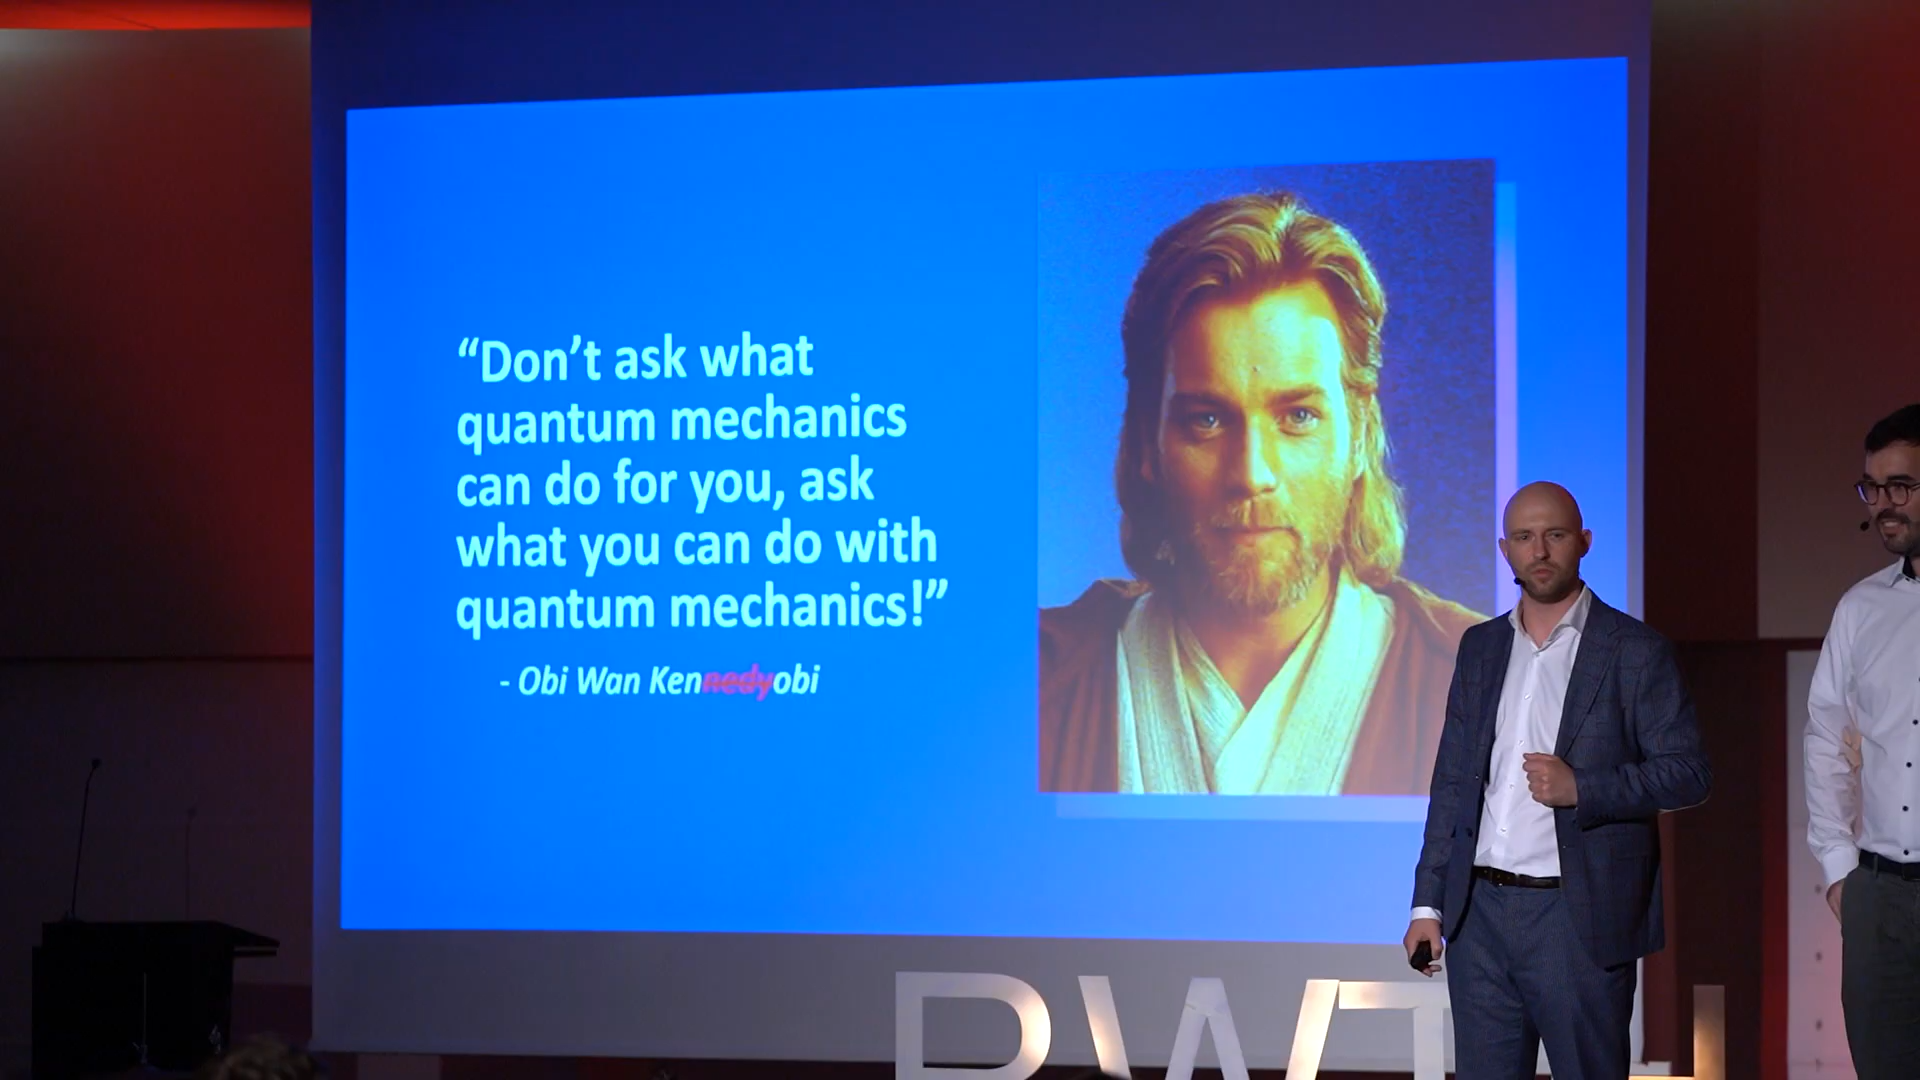 “Don’t ask what
quantum mechanics
can do for you, ask
what you can do with
quantum mechanics!”
- Obi Wan Kennedyobi
RWTH